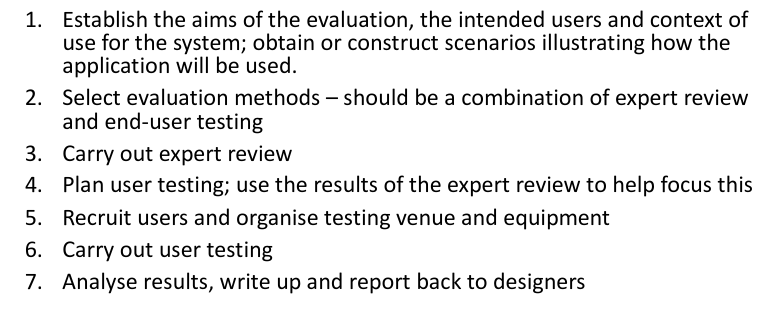 1. Establish the aims of the evaluation, the intended users and context of
use for the system; obtain or construct scenarios illustrating how the
application will be used.
2. Select evaluation methods – should be a combination of expert review
and end-user testing
3. Carry out expert review
4. Plan user testing; use the results of the expert review to help focus this
5. Recruit users and organise testing venue and equipment
6. Carry out user testing
7. Analyse results, write up and report back to designers